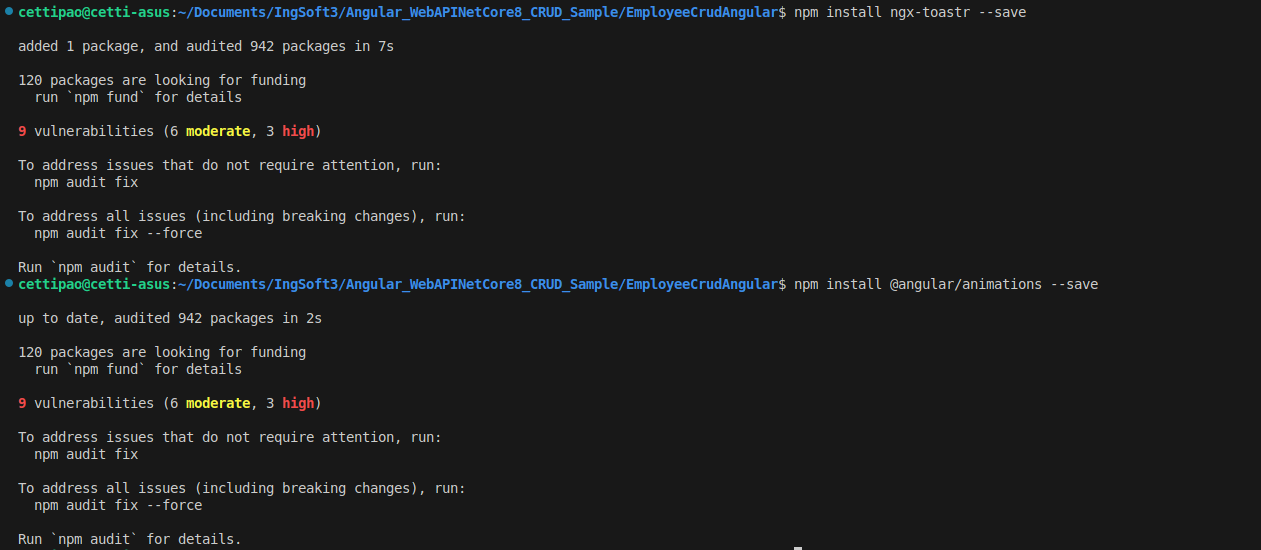 cettipao@cetti-asus:~/Documents/IngSoft3/Angular_WebAPINetCore8_CRUD_Sample/EmployeeCrudAngular$ npm install ngx-toastr --save
added 1 package, and audited 942 packages in 7s
120 packages are looking for funding
  run `npm fund` for details
9 vulnerabilities (6 moderate, 3 high)
To address issues that do not require attention, run:
  npm audit fix
To address all issues (including breaking changes), run:
  npm audit fix --force
Run `npm audit` for details.
cettipao@cetti-asus:~/Documents/IngSoft3/Angular_WebAPINetCore8_CRUD_Sample/EmployeeCrudAngular$ npm install @angular/animations --save
up to date, audited 942 packages in 2s
120 packages are looking for funding
  run `npm fund` for details
9 vulnerabilities (6 moderate, 3 high)
To address issues that do not require attention, run:
  npm audit fix
To address all issues (including breaking changes), run:
  npm audit fix --force
Run `npm audit` for details.